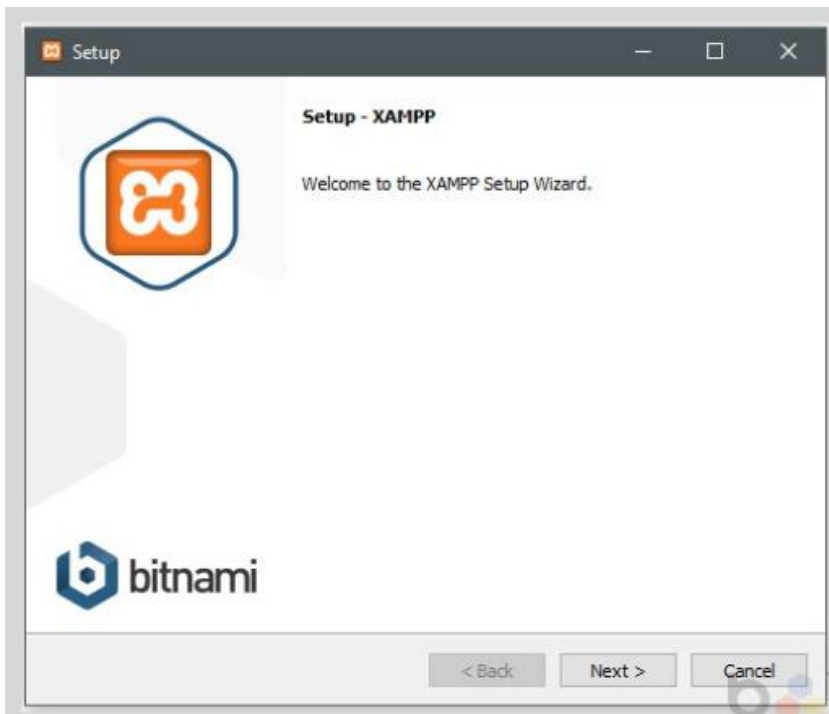 Setup
Setup - XAMPP
Welcome to the XAMPP Setup Wizard.
bitnami
< Back
Next >
Cancel